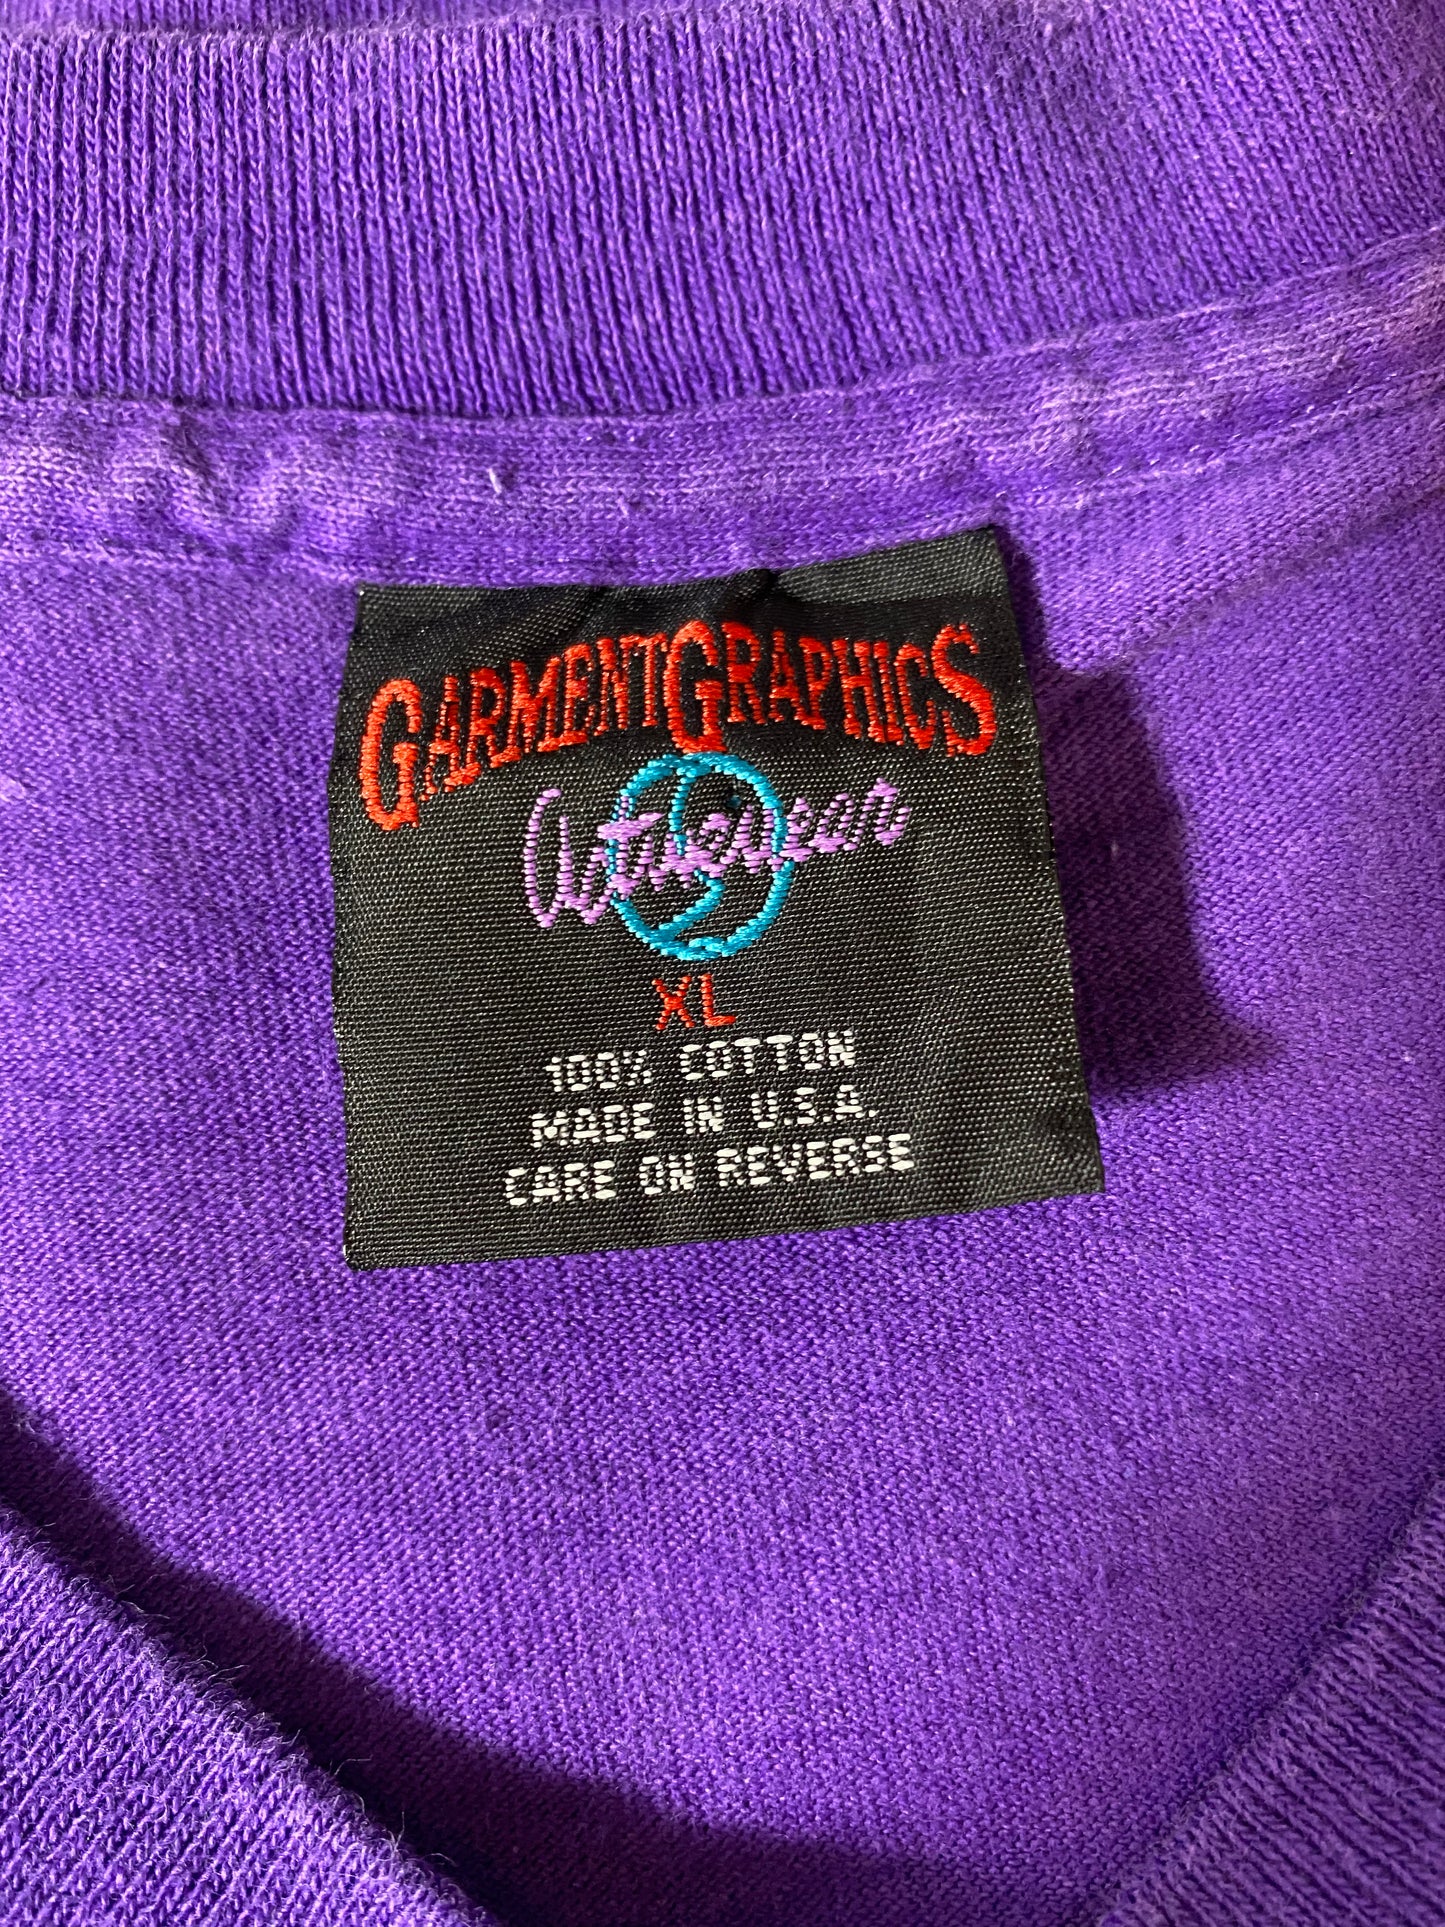 GARMENTGRAPHICS
Activewear
XL
100% COTTON
MADE IN U.S.A.
CARE ON REVERSE